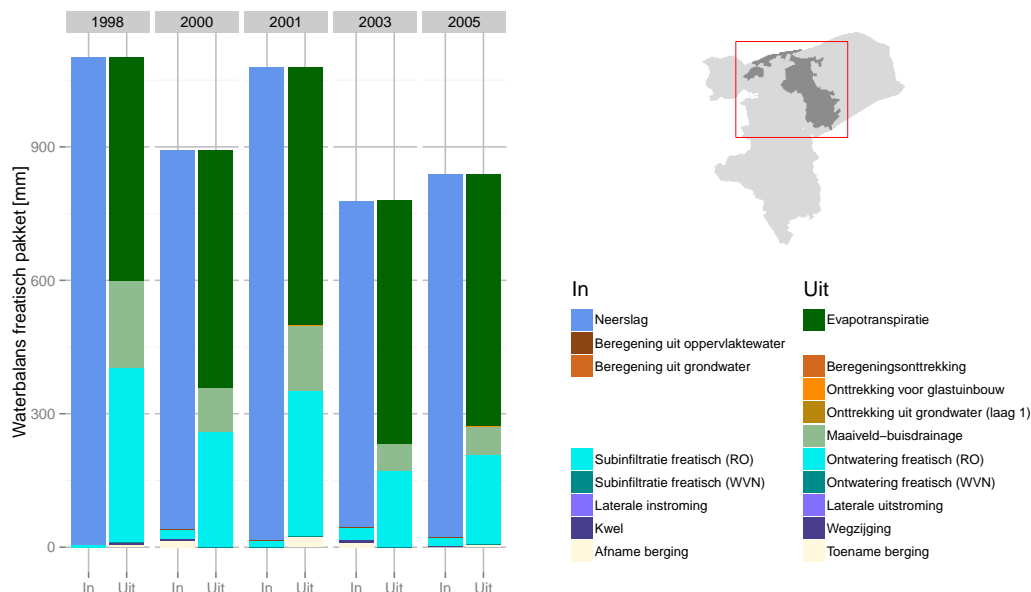 1998 2000 2001 2003 2005
Waterbalans freatisch pakket [mm]
900
600
300
0
In Uit In Uit In Uit In Uit In Uit
In Uit
Neerslag Evapotranspiratie
Beregening uit oppervlaktewater
Beregening uit grondwater Beregeningsonttrekking
Onttrekking voor glastuinbouw
Onttrekking uit grondwater (laag 1)
Maaiveld−buisdrainage
Subinfiltratie freatisch (RO) Ontwatering freatisch (RO)
Subinfiltratie freatisch (WVN) Ontwatering freatisch (WVN)
Laterale instroming Laterale uitstroming
Kwel Wegzijging
Afname berging Toename berging